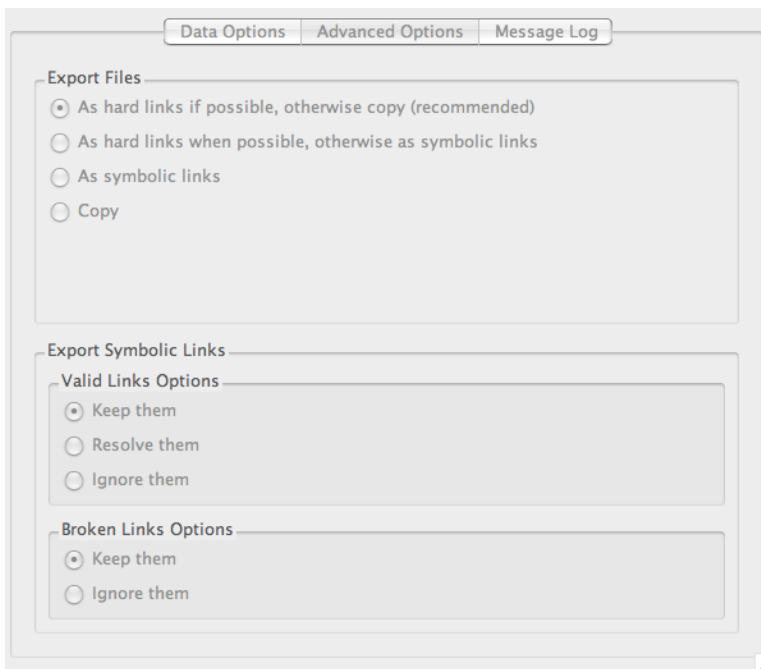 Data Options Advanced Options Message Log
Export Files
As hard links if possible, otherwise copy (recommended)
As hard links when possible, otherwise as symbolic links
As symbolic links
Copy
Export Symbolic Links
Valid Links Options
Keep them
Resolve them
Ignore them
Broken Links Options
Keep them
Ignore them